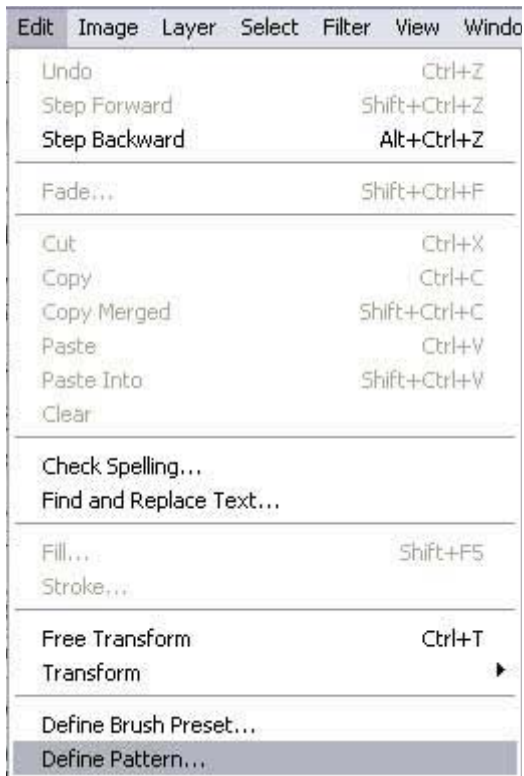 Edit Image Layer Select Filter View Windo
Undo Ctrl+Z
Step Forward Shift+Ctrl+Z
Step Backward Alt+Ctrl+Z
Fade... Shift+Ctrl+F
Cut Ctrl+X
Copy Ctrl+C
Copy Merged Shift+Ctrl+C
Paste Ctrl+V
Paste Into Shift+Ctrl+V
Clear
Check Spelling...
Find and Replace Text...
Fill... Shift+F5
Stroke...
Free Transform Ctrl+T
Transform
Define Brush Preset...
Define Pattern...